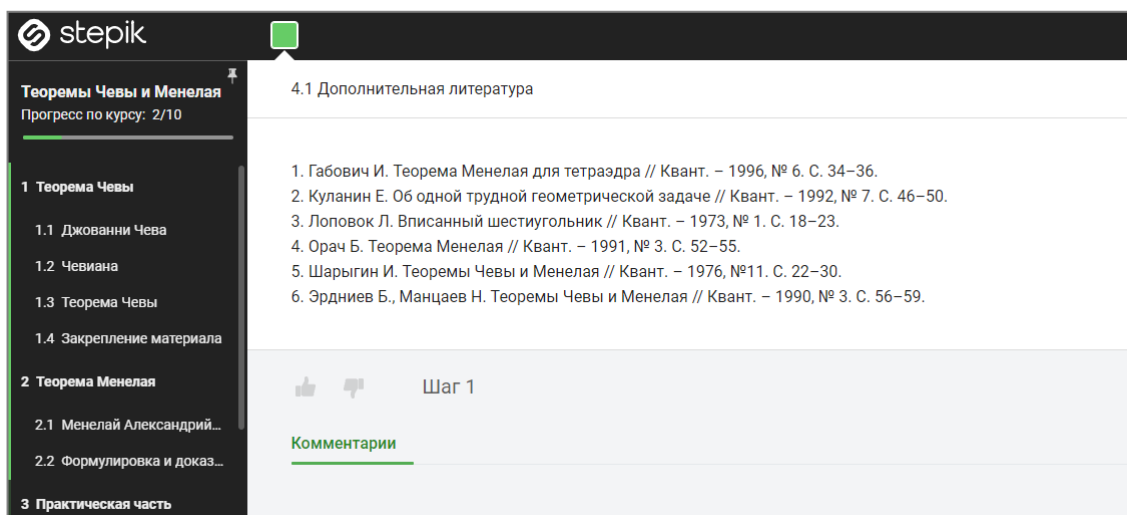 stepik
Теоремы Чевы и Менелая
Прогресс по курсу: 2/10
1 Теорема Чевы
1.1 Джованни Чева
1.2 Чевиана
1.3 Теорема Чевы
1.4 Закрепление материала
2 Теорема Менелая
2.1 Менелай Александрий...
2.2 Формулировка и доказ...
3 Практическая часть
4.1 Дополнительная литература
1. Габович И. Теорема Менелая для тетраэдра // Квант. – 1996, № 6. С. 34–36.
2. Куланин Е. Об одной трудной геометрической задаче // Квант. – 1992, № 7. С. 46–50.
3. Лоповок Л. Вписанный шестиугольник // Квант. – 1973, № 1. С. 18–23.
4. Орач Б. Теорема Менелая // Квант. – 1991, № 3. С. 52–55.
5. Шарыгин И. Теоремы Чевы и Менелая // Квант. – 1976, №11. С. 22–30.
6. Эрдниев Б., Манцаев Н. Теоремы Чевы и Менелая // Квант. – 1990, № 3. С. 56–59.
Шаг 1
Комментарии